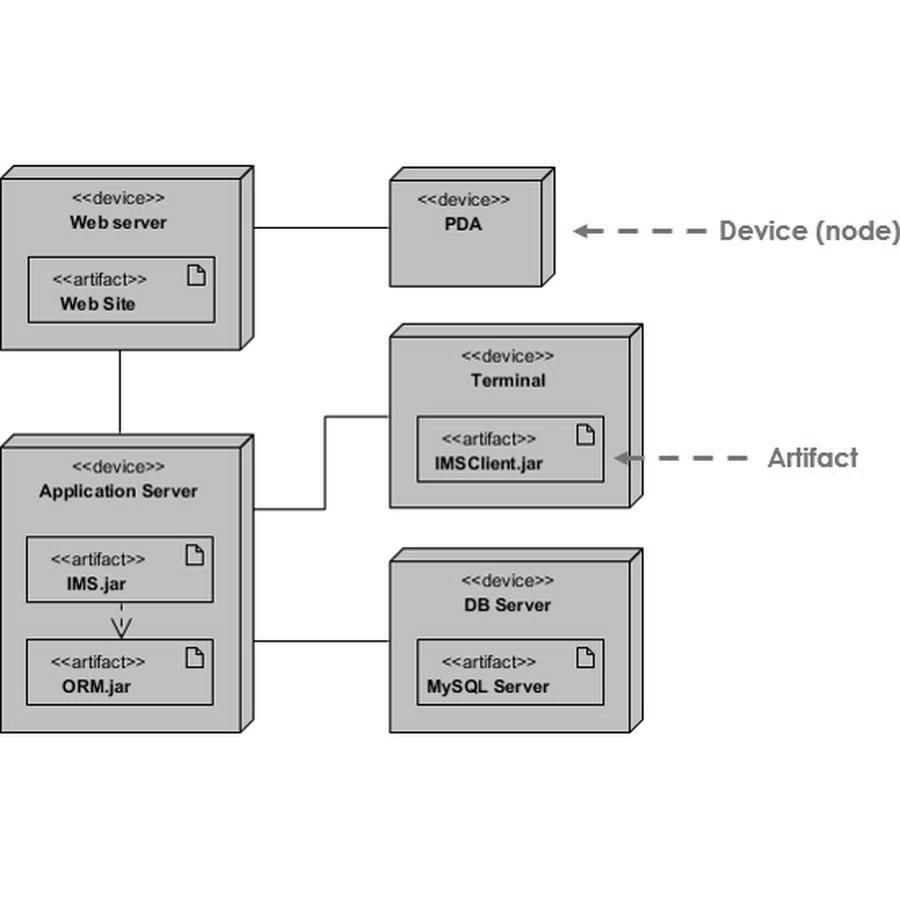 <<device>>
Web server
<<artifact>>
Web Site
<<device>>
PDA
Device (node)
<<device>>
Terminal
<<artifact>>
IMSClient.jar
Artifact
<<device>>
Application Server
<<artifact>>
IMS.jar
<<artifact>>
ORM.jar
<<device>>
DB Server
<<artifact>>
MySQL Server